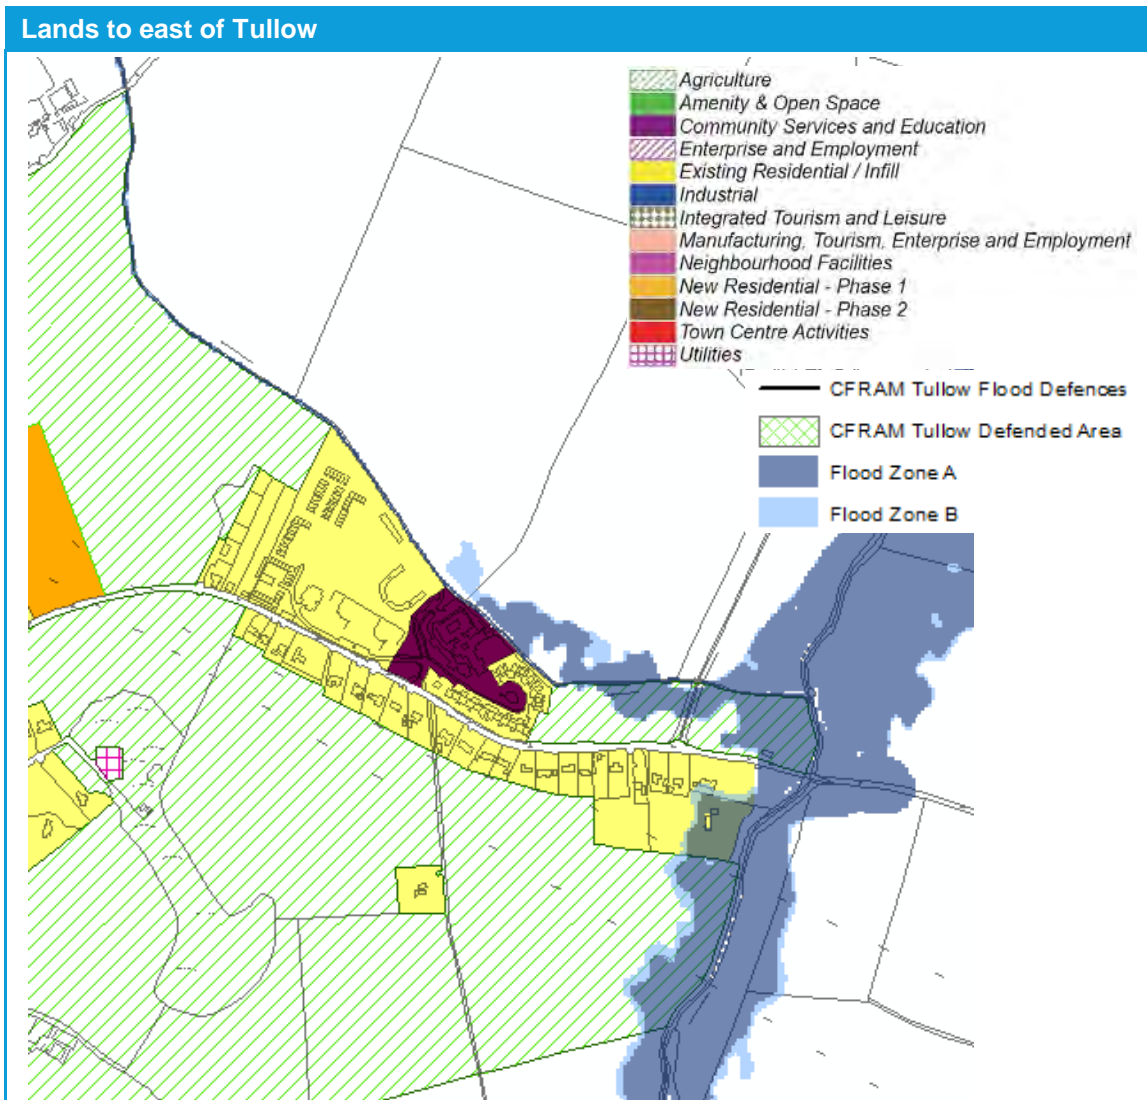 Lands to east of Tullow
Agriculture
Amenity & Open Space
Community Services and Education
Enterprise and Employment
Existing Residential / Infill
Industrial
Integrated Tourism and Leisure
Manufacturing, Tourism, Enterprise and Employment
Neighbourhood Facilities
New Residential - Phase 1
New Residential - Phase 2
Town Centre Activities
Utilities
CFRAM Tullow Flood Defences
CFRAM Tullow Defended Area
Flood Zone A
Flood Zone B